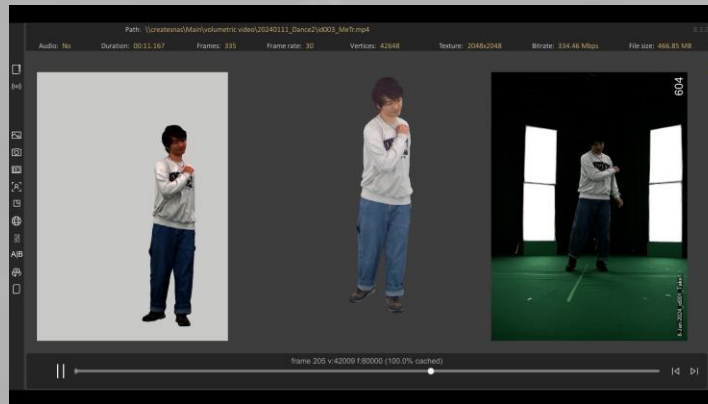 Path: \\createsnas\Main\volumetric video\20240111_Dance2\id003_MeTr.mp4
Audio: No Duration: 00:11.167 Frames: 335 Frame rate: 30 Vertices: 42648 Texture: 2048x2048 Bitrate: 334.46 Mbps File size: 466.85 MB
604
A|B
frame 205 v:42009 f:80000 (100.0% cached)